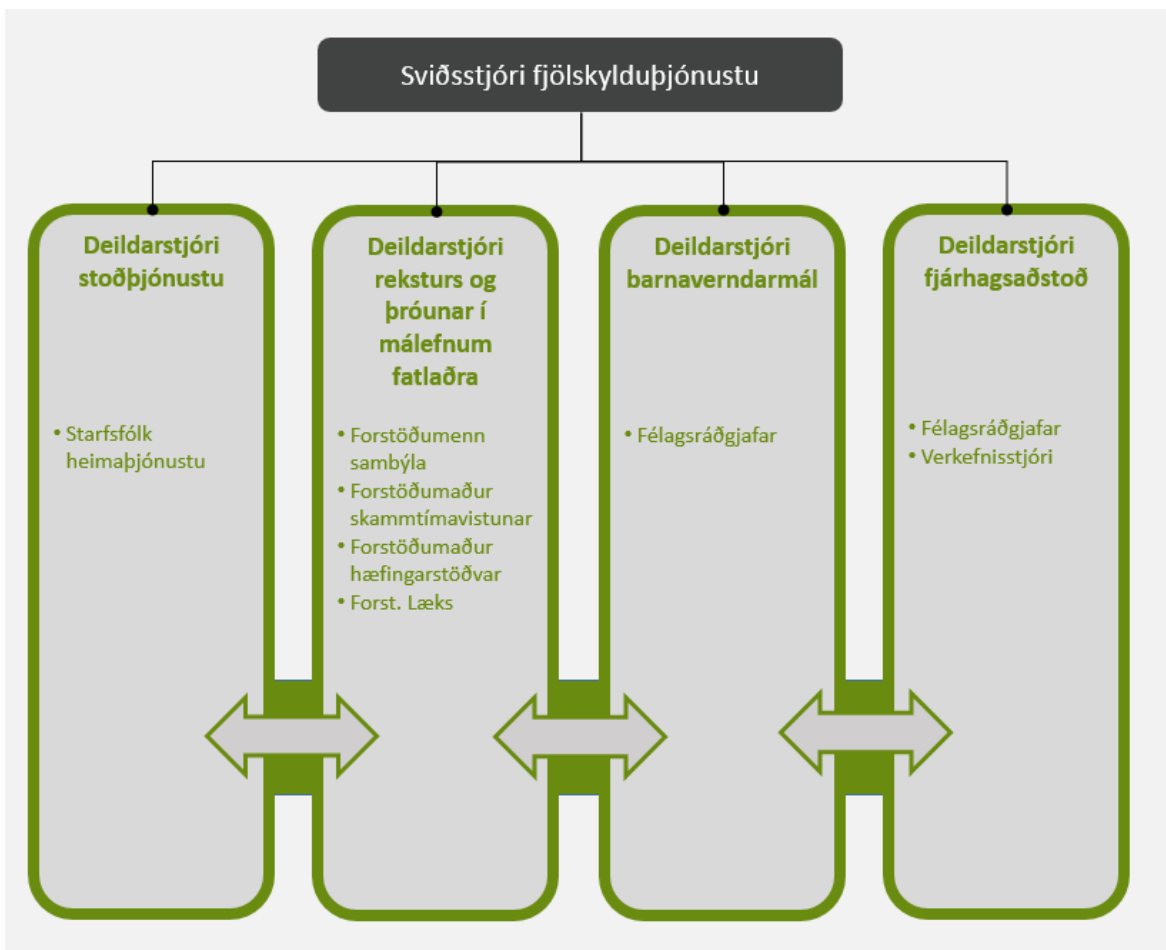 Sviðsstjóri fjölskylduþjónustu
Deildarstjóri
stoðþjónustu
• Starfsfólk
heimaþjónustu
Deildarstjóri
reksturs og
þróunar í
málefnum
fatlaðra
• Forstöðumenn
sambýla
• Forstöðumaður
skammtímavistunar
• Forstöðumaður
hæfingarstöðvar
• Forst. Læks
Deildarstjóri
barnaverndarmál
• Félagsráðgjafar
Deildarstjóri
fjárhagsaðstoð
• Félagsráðgjafar
• Verkefnisstjóri